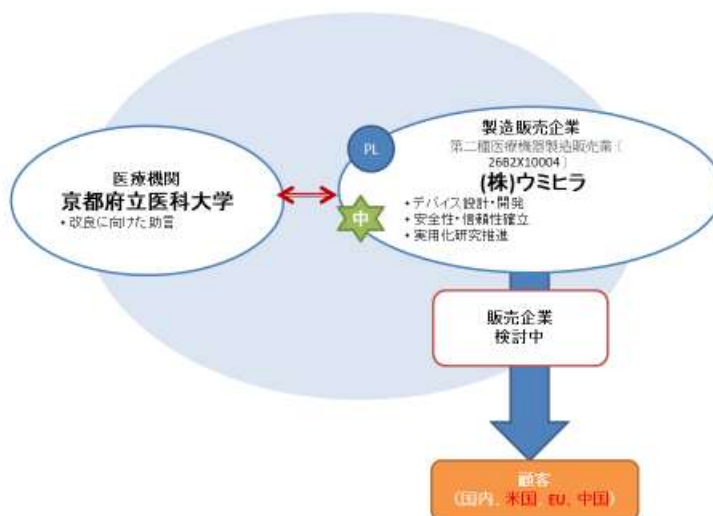 医療機関
京都府立医科大学
• 改良に向けた助言
PL
中
製造販売企業
第二種医療機器製造販売業〔
26B2X10004〕
(株)ウミヒラ
• デバイス設計・開発
• 安全性・信頼性確立
• 実用化研究推進
販売企業
検討中
顧客
(国内、米国、EU、中国)